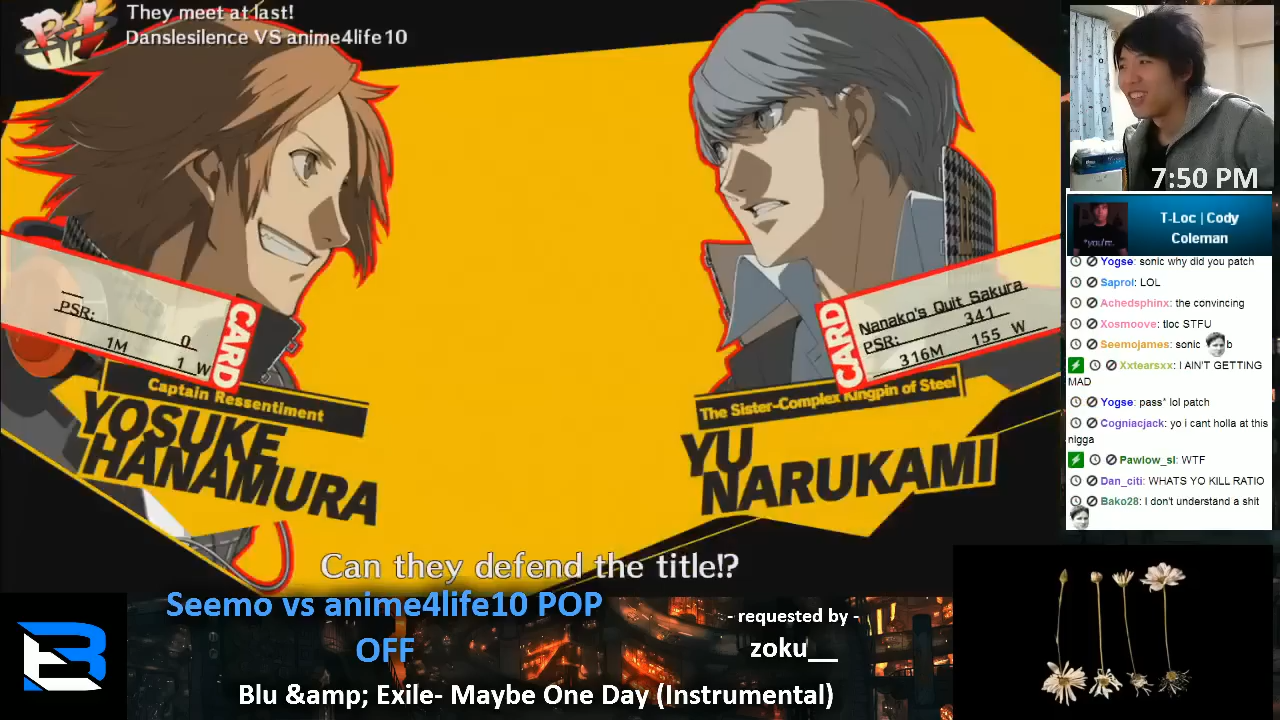 They meet at last!
Danslesilence VS anime4life10
P4
PSR: 0
1M 1 W
CARD
Captain Ressentiment
YOSUKE
HANAMURA
Nanako's Quit Sakura
PSR: 341
316M 155 W
CARD
The Sister-Complex Kingpin of Steel
YU
NARUKAMI
Can they defend the title!?
7:50 PM
T-Loc | Cody
Coleman
*you're.
Yogse: sonic why did you patch
Saprol: LOL
Achedsphinx: the convincing
Xosmoove: tloc STFU
Seemojames: sonic b
Xxtearsxx: I AIN'T GETTING
MAD
Yogse: pass* lol patch
Cogniacjack: yo i cant holla at this
nigga
Pawlow_sl: WTF
Dan_citi: WHATS YO KILL RATIO
Bako28: I don't understand a shit
Seemo vs anime4life10 POP
OFF
- requested by -
zoku__
Blu &amp; Exile- Maybe One Day (Instrumental)